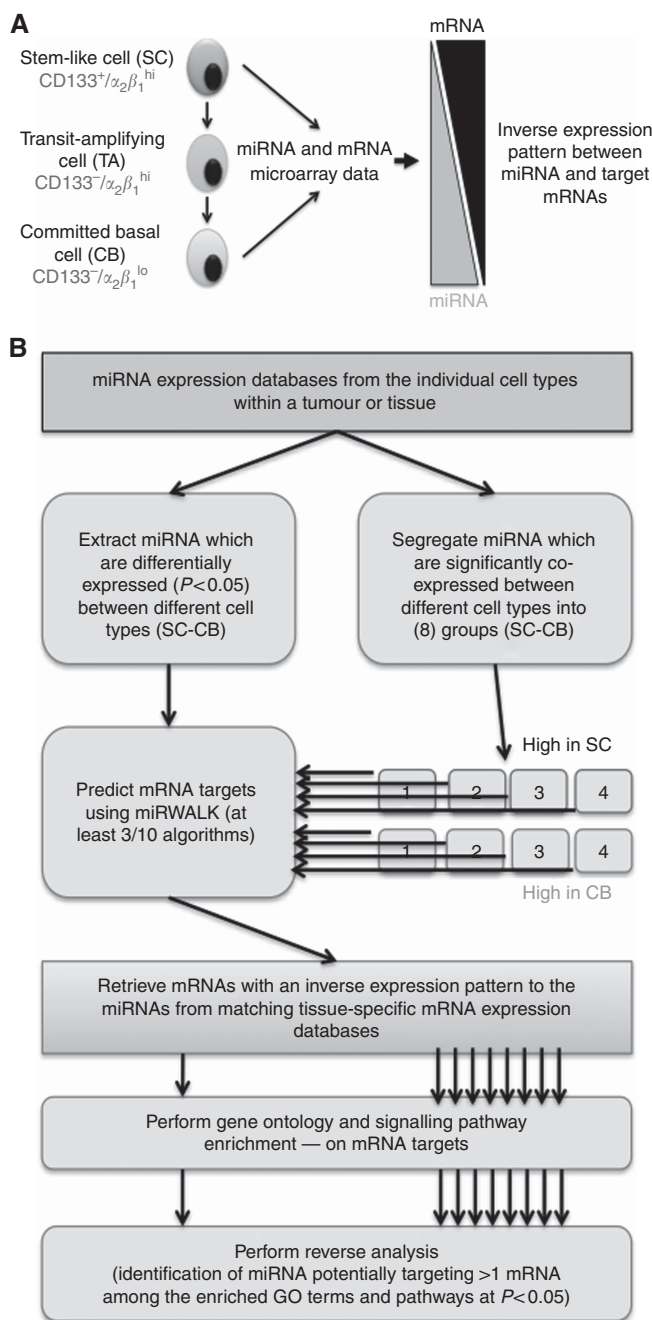 A
Stem-like cell (SC)
CD133⁺/α₂β₁ʰⁱ
Transit-amplifying
cell (TA)
CD133⁻/α₂β₁ʰⁱ
Committed basal
cell (CB)
CD133⁻/α₂β₁ˡᵒ
miRNA and mRNA
microarray data
mRNA
miRNA
Inverse expression
pattern between
miRNA and target
mRNAs
B
miRNA expression databases from the individual cell types
within a tumour or tissue
Extract miRNA which
are differentially
expressed (P<0.05)
between different cell
types (SC-CB)
Segregate miRNA which
are significantly co-
expressed between
different cell types into
(8) groups (SC-CB)
Predict mRNA targets
using miRWALK (at
least 3/10 algorithms)
High in SC
1 2 3 4
1 2 3 4
High in CB
Retrieve mRNAs with an inverse expression pattern to the
miRNAs from matching tissue-specific mRNA expression
databases
Perform gene ontology and signalling pathway
enrichment — on mRNA targets
Perform reverse analysis
(identification of miRNA potentially targeting >1 mRNA
among the enriched GO terms and pathways at P<0.05)